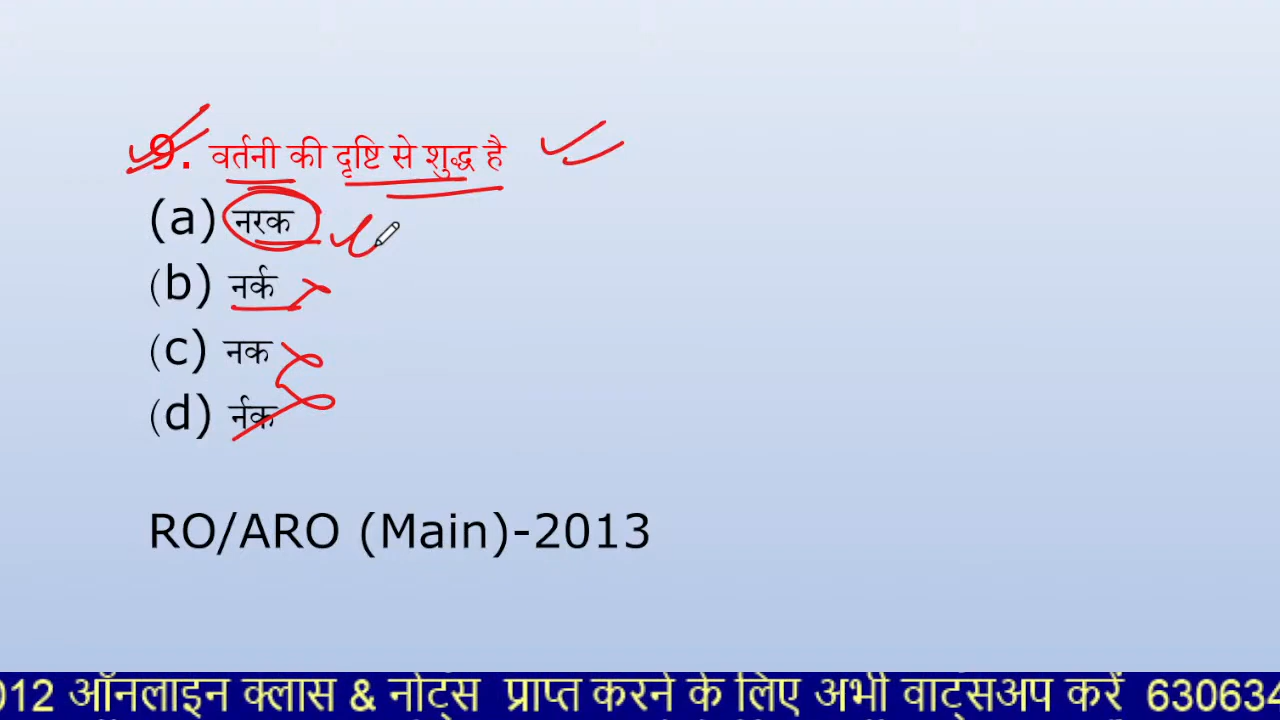 9. वर्तनी की दृष्टि से शुद्ध है
(a) नरक
(b) नर्क
(c) नक
(d) र्नक
RO/ARO (Main)-2013
012 ऑनलाइन क्लास & नोट्स प्राप्त करने के लिए अभी वाट्सअप करें 630634